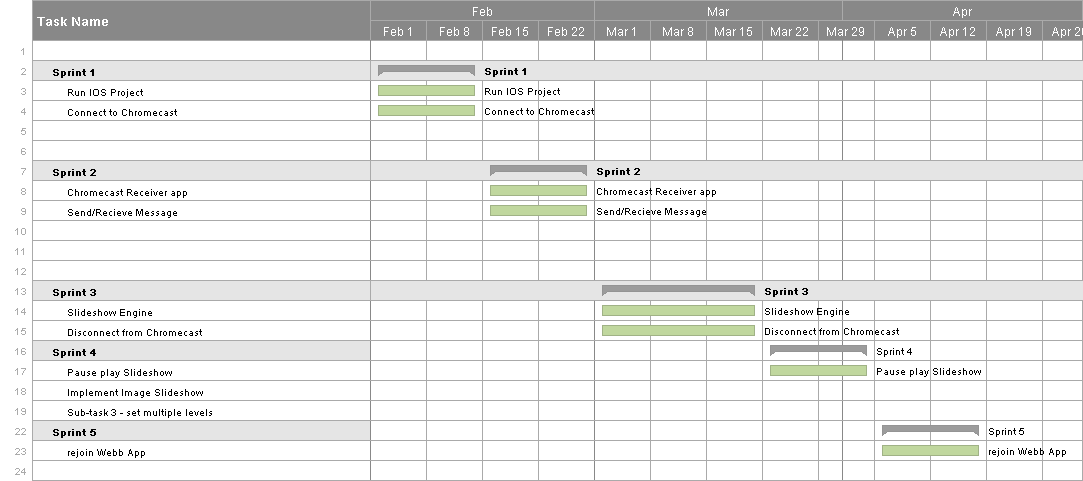 Task Name
Feb Mar Apr
Feb 1 Feb 8 Feb 15 Feb 22 Mar 1 Mar 8 Mar 15 Mar 22 Mar 29 Apr 5 Apr 12 Apr 19 Apr 20
1
2 Sprint 1 Sprint 1
3 Run IOS Project Run IOS Project
4 Connect to Chromecast Connect to Chromecast
5
6
7 Sprint 2 Sprint 2
8 Chromecast Receiver app Chromecast Receiver app
9 Send/Recieve Message Send/Recieve Message
10
11
12
13 Sprint 3 Sprint 3
14 Slideshow Engine Slideshow Engine
15 Disconnect from Chromecast Disconnect from Chromecast
16 Sprint 4 Sprint 4
17 Pause play Slideshow Pause play Slideshow
18 Implement Image Slideshow
19 Sub-task 3 - set multiple levels
22 Sprint 5 Sprint 5
23 rejoin Webb App rejoin Webb App
24